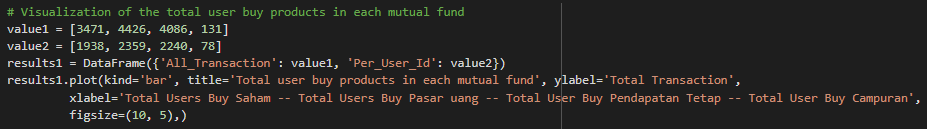 # Visualization of the total user buy products in each mutual fund
value1 = [3471, 4426, 4086, 131]
value2 = [1938, 2359, 2240, 78]
results1 = DataFrame({'All_Transaction': value1, 'Per_User_Id': value2})
results1.plot(kind='bar', title='Total user buy products in each mutual fund', ylabel='Total Transaction',
xlabel='Total Users Buy Saham -- Total Users Buy Pasar uang -- Total User Buy Pendapatan Tetap -- Total User Buy Campuran',
figsize=(10, 5),)